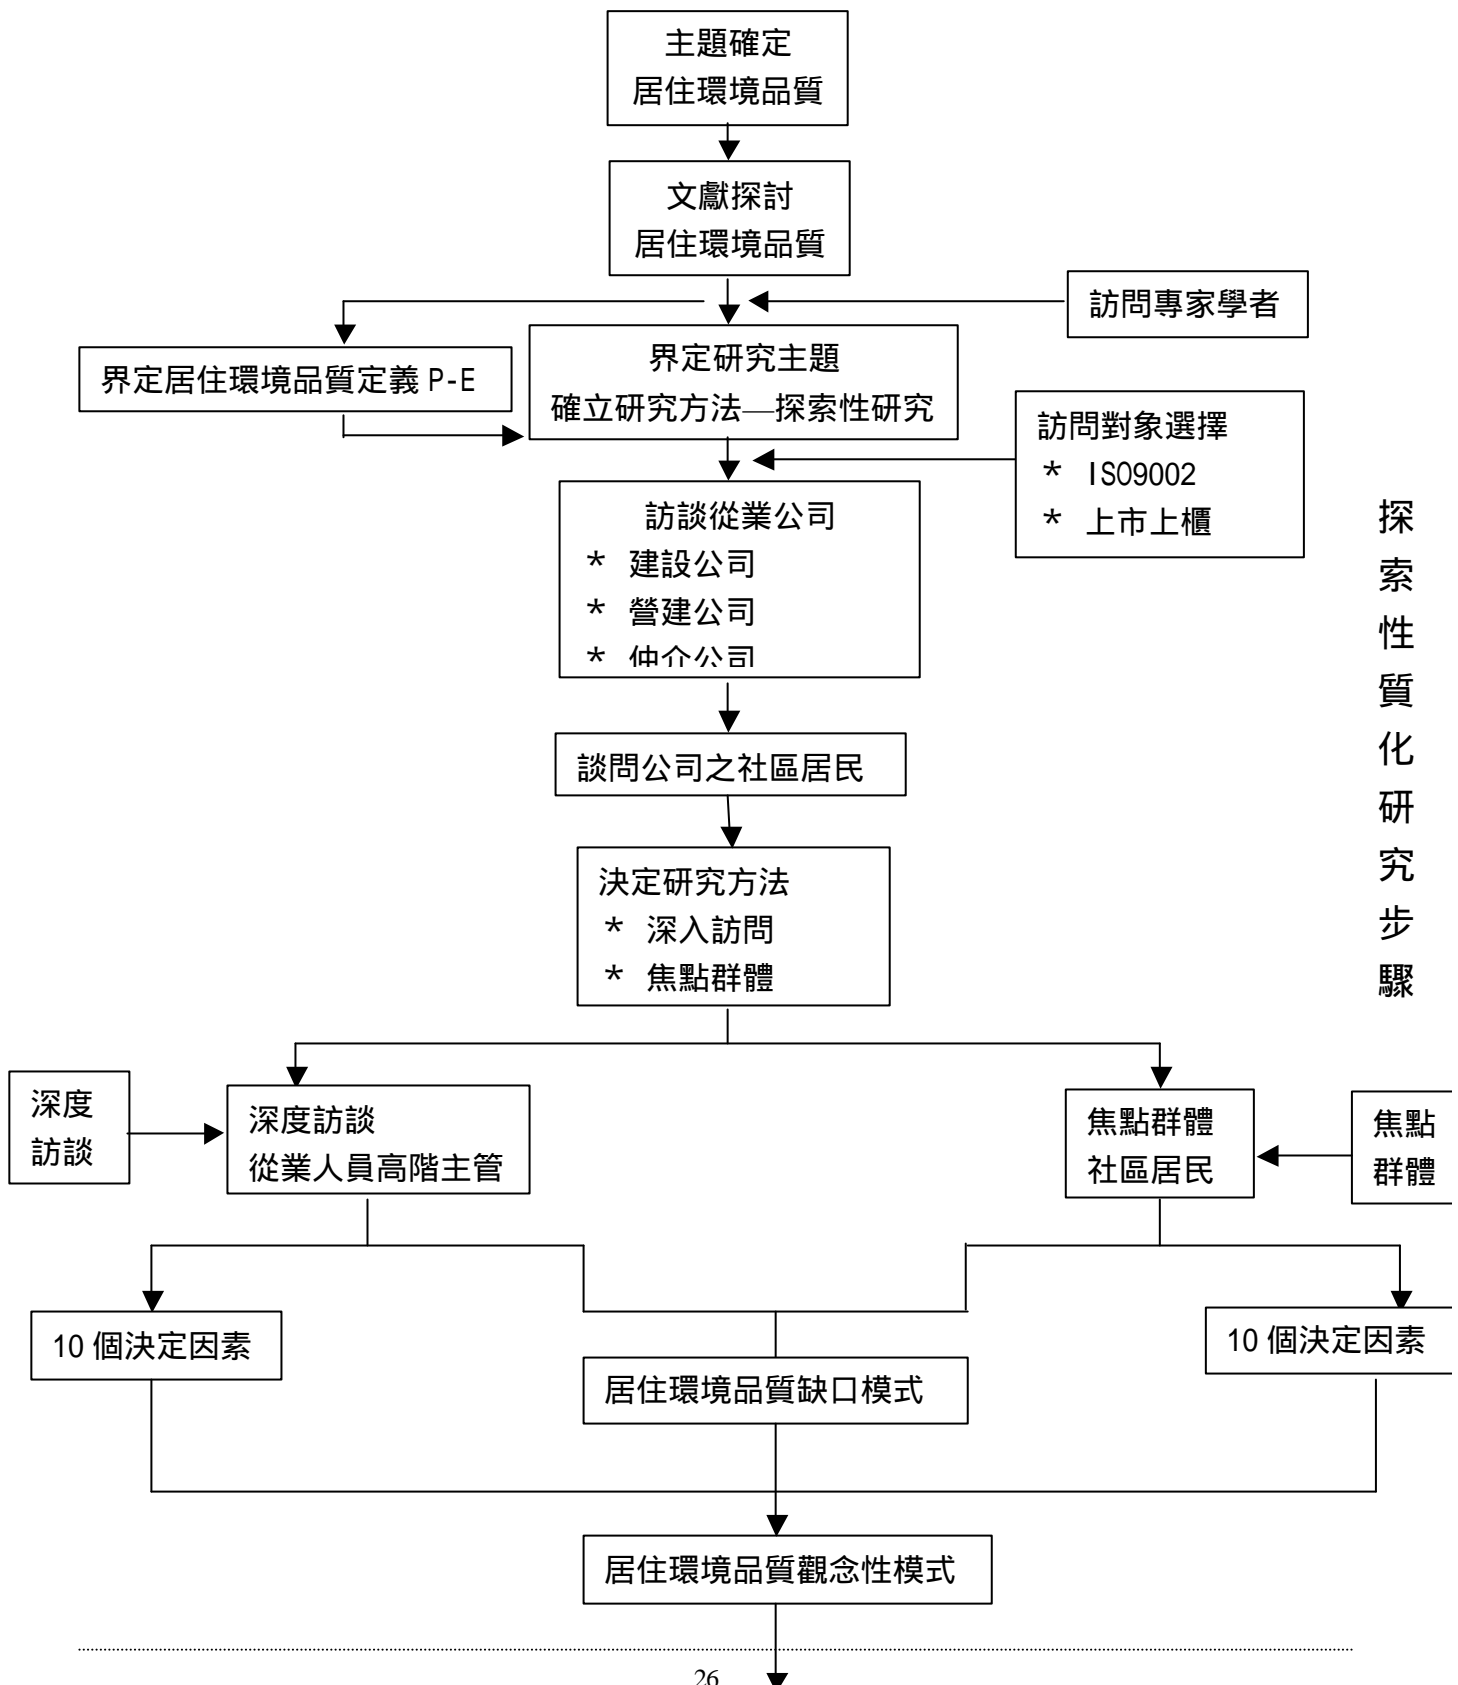 主題確定
居住環境品質
文獻探討
居住環境品質
訪問專家學者
界定居住環境品質定義 P-E
界定研究主題
確立研究方法—探索性研究
訪問對象選擇
* ISO9002
* 上市上櫃
訪談從業公司
* 建設公司
* 營建公司
* 仲介公司
談問公司之社區居民
決定研究方法
* 深入訪問
* 焦點群體
探
索
性
質
化
研
究
步
驟
深度
訪談
深度訪談
從業人員高階主管
焦點群體
社區居民
焦點
群體
10 個決定因素
10 個決定因素
居住環境品質缺口模式
居住環境品質觀念性模式
26